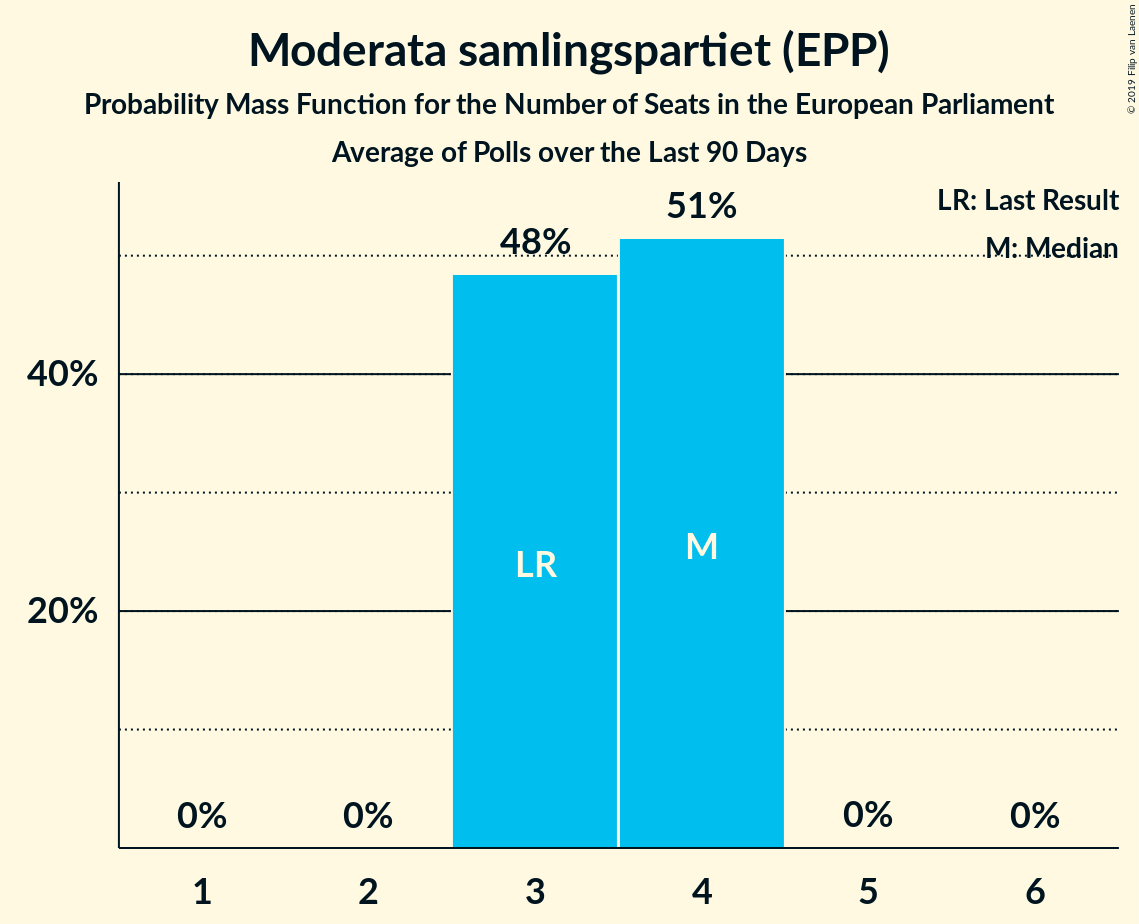 Moderata samlingspartiet (EPP)
Probability Mass Function for the Number of Seats in the European Parliament
Average of Polls over the Last 90 Days
© 2019 Filip van Laenen
LR: Last Result
M: Median
51%
48%
40%
20%
LR
M
0% 0% 0% 0%
1 2 3 4 5 6